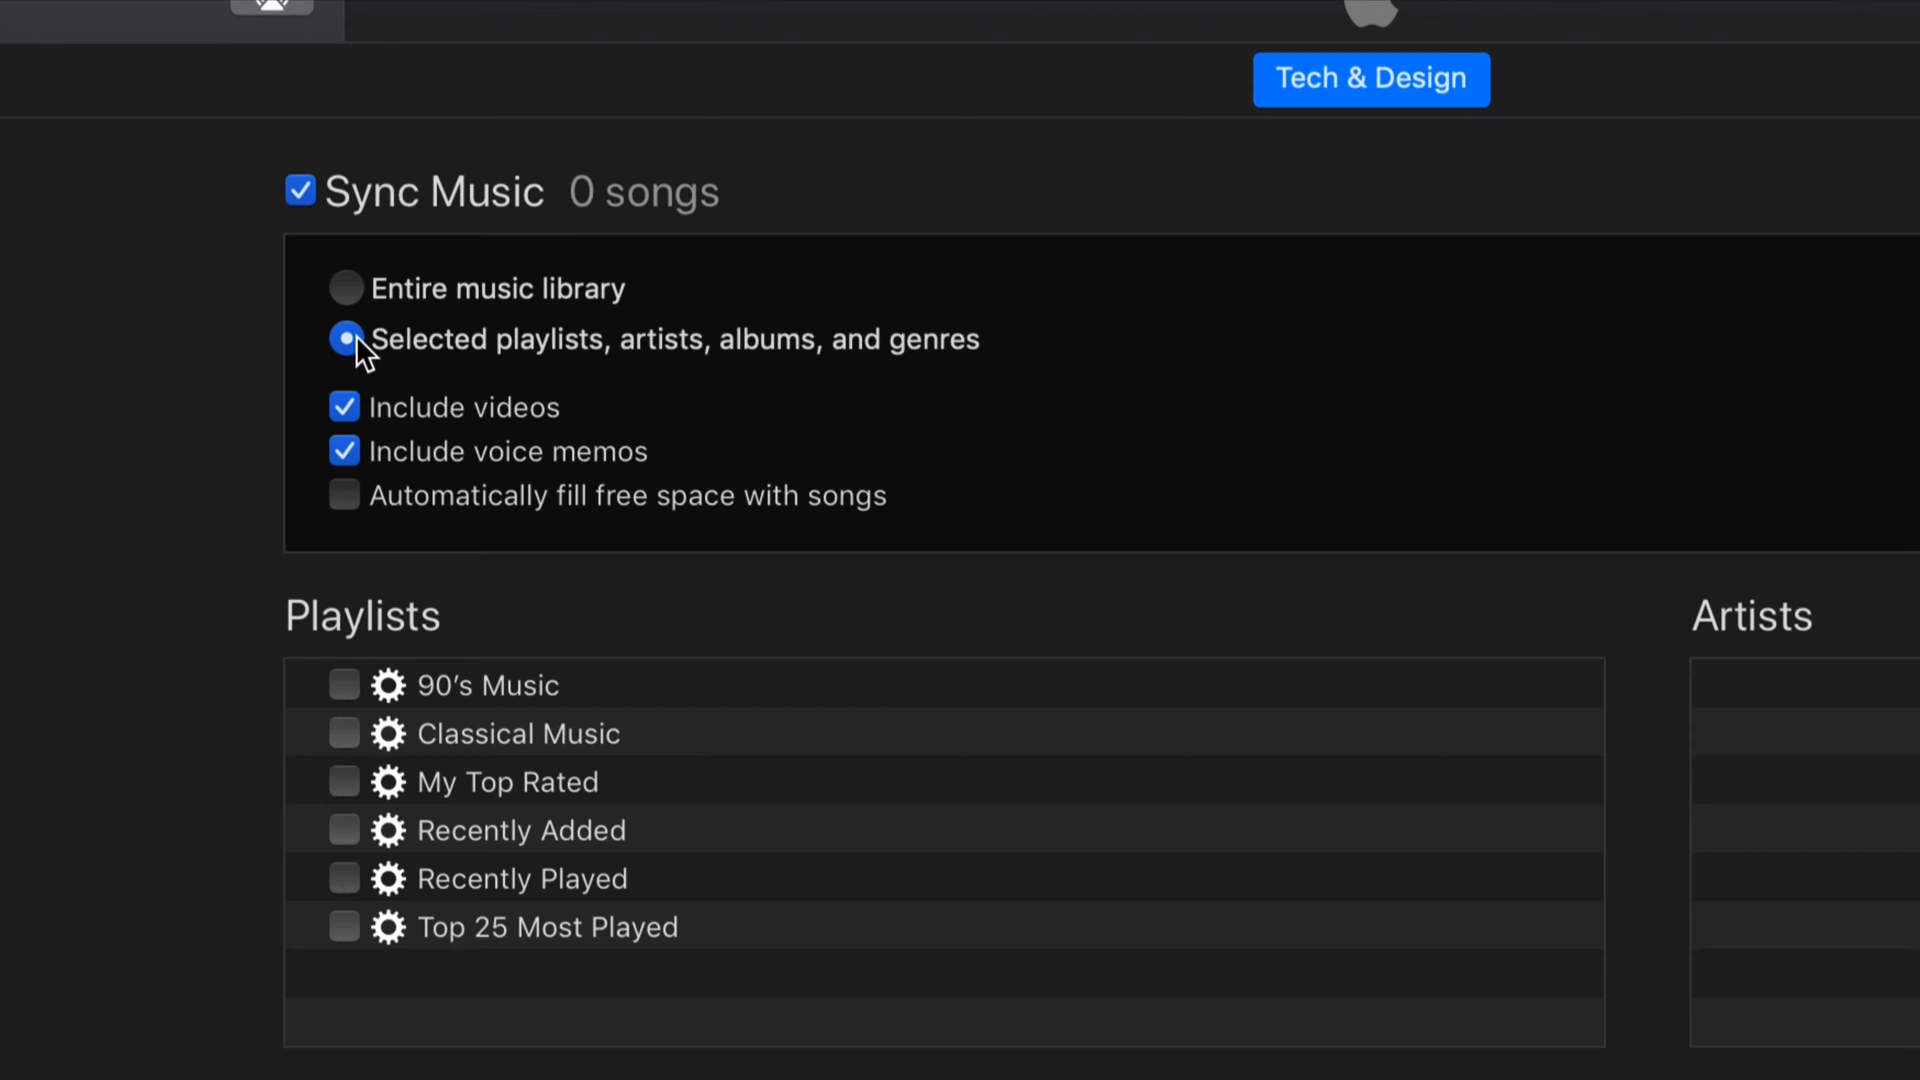 Tech & Design
Sync Music 0 songs
Entire music library
Selected playlists, artists, albums, and genres
Include videos
Include voice memos
Automatically fill free space with songs
Playlists
Artists
90’s Music
Classical Music
My Top Rated
Recently Added
Recently Played
Top 25 Most Played